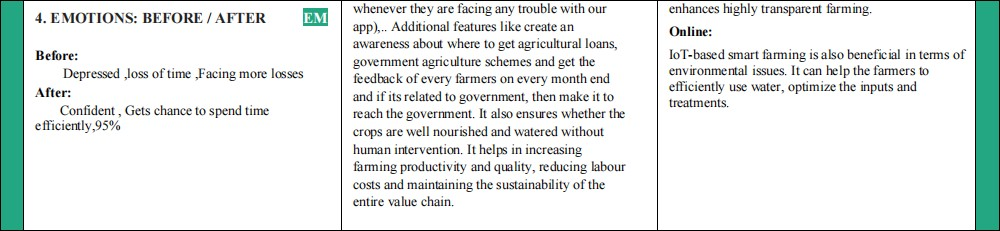 4. EMOTIONS: BEFORE / AFTER EM
Before:
Depressed ,loss of time ,Facing more losses
After:
Confident , Gets chance to spend time
efficiently,95%
whenever they are facing any trouble with our
app),.. Additional features like create an
awareness about where to get agricultural loans,
government agriculture schemes and get the
feedback of every farmers on every month end
and if its related to government, then make it to
reach the government. It also ensures whether the
crops are well nourished and watered without
human intervention. It helps in increasing
farming productivity and quality, reducing labour
costs and maintaining the sustainability of the
entire value chain.
enhances highly transparent farming.
Online:
IoT-based smart farming is also beneficial in terms of
environmental issues. It can help the farmers to
efficiently use water, optimize the inputs and
treatments.